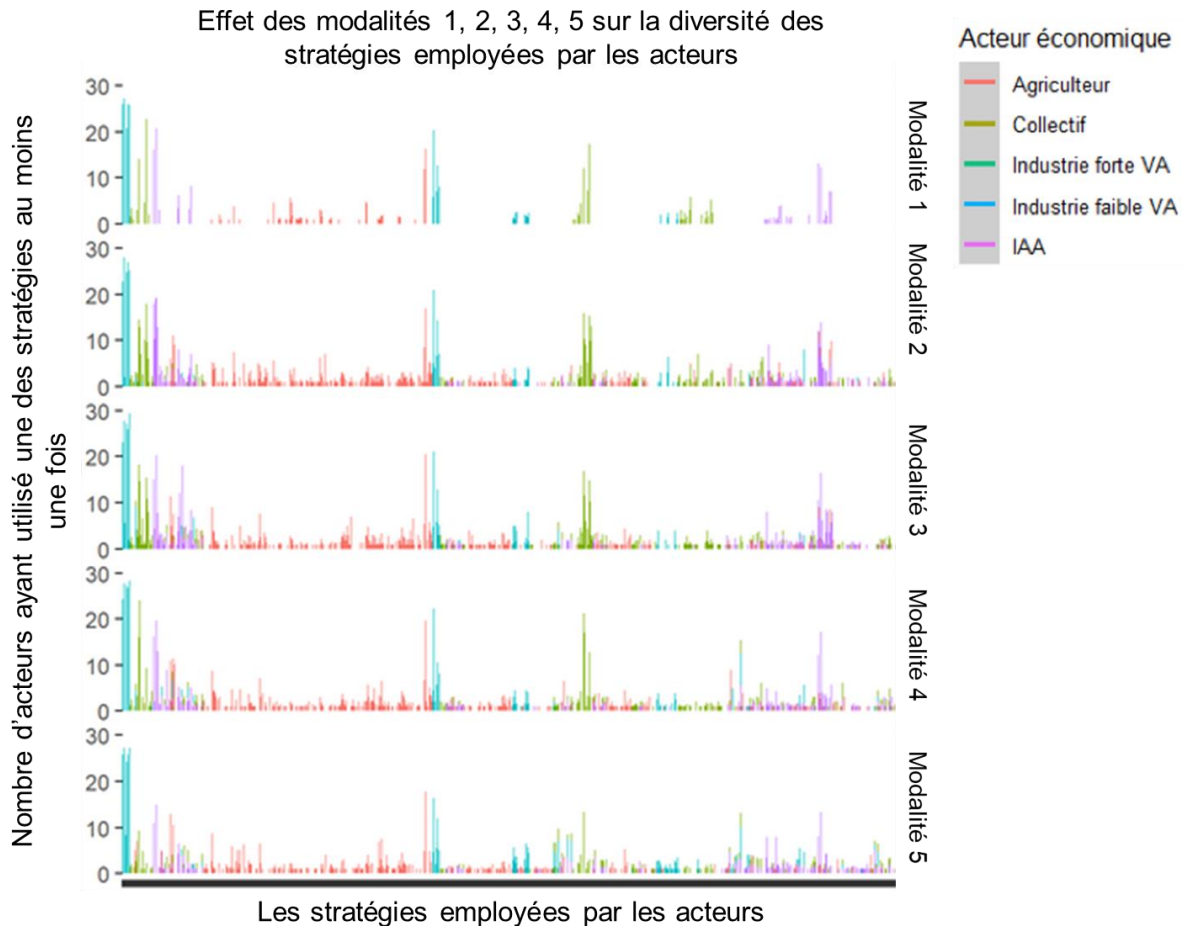 Effet des modalités 1, 2, 3, 4, 5 sur la diversité des
stratégies employées par les acteurs
Acteur économique
Agriculteur
Collectif
Industrie forte VA
Industrie faible VA
IAA
Nombre d'acteurs ayant utilisé une des stratégies au moins
une fois
30
20
10
0
Modalité 1
30
20
10
0
Modalité 2
30
20
10
0
Modalité 3
30
20
10
0
Modalité 4
30
20
10
0
Modalité 5
Les stratégies employées par les acteurs